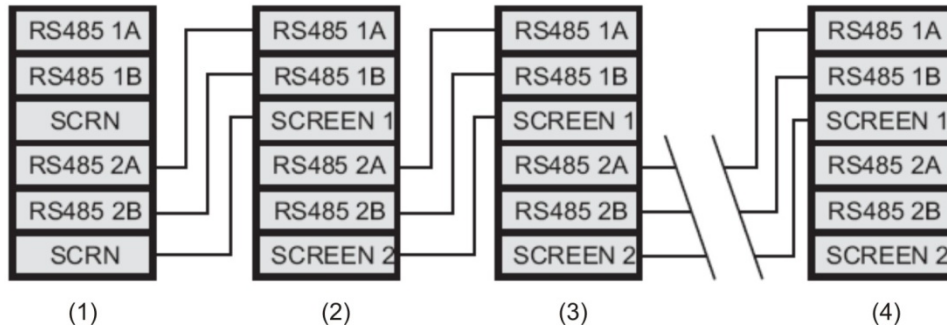 RS485 1A RS485 1A RS485 1A RS485 1A
RS485 1B RS485 1B RS485 1B RS485 1B
SCRN SCREEN 1 SCREEN 1 SCREEN 1
RS485 2A RS485 2A RS485 2A RS485 2A
RS485 2B RS485 2B RS485 2B RS485 2B
SCRN SCREEN 2 SCREEN 2 SCREEN 2
(1) (2) (3) (4)